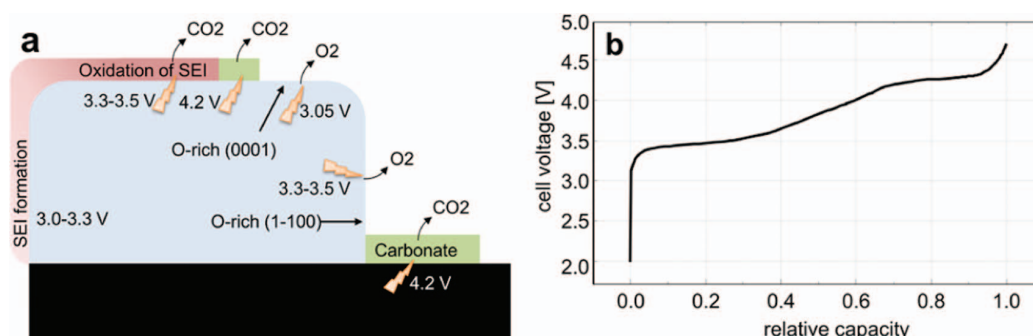 a
CO2
CO2
O2
Oxidation of SEI
3.3-3.5 V
4.2 V
3.05 V
O-rich (0001)
O2
3.3-3.5 V
SEI formation
3.0-3.3 V
O-rich (1-100)
CO2
Carbonate
4.2 V
b
cell voltage [V]
5.0
4.5
4.0
3.5
3.0
2.5
2.0
0.0 0.2 0.4 0.6 0.8 1.0
relative capacity